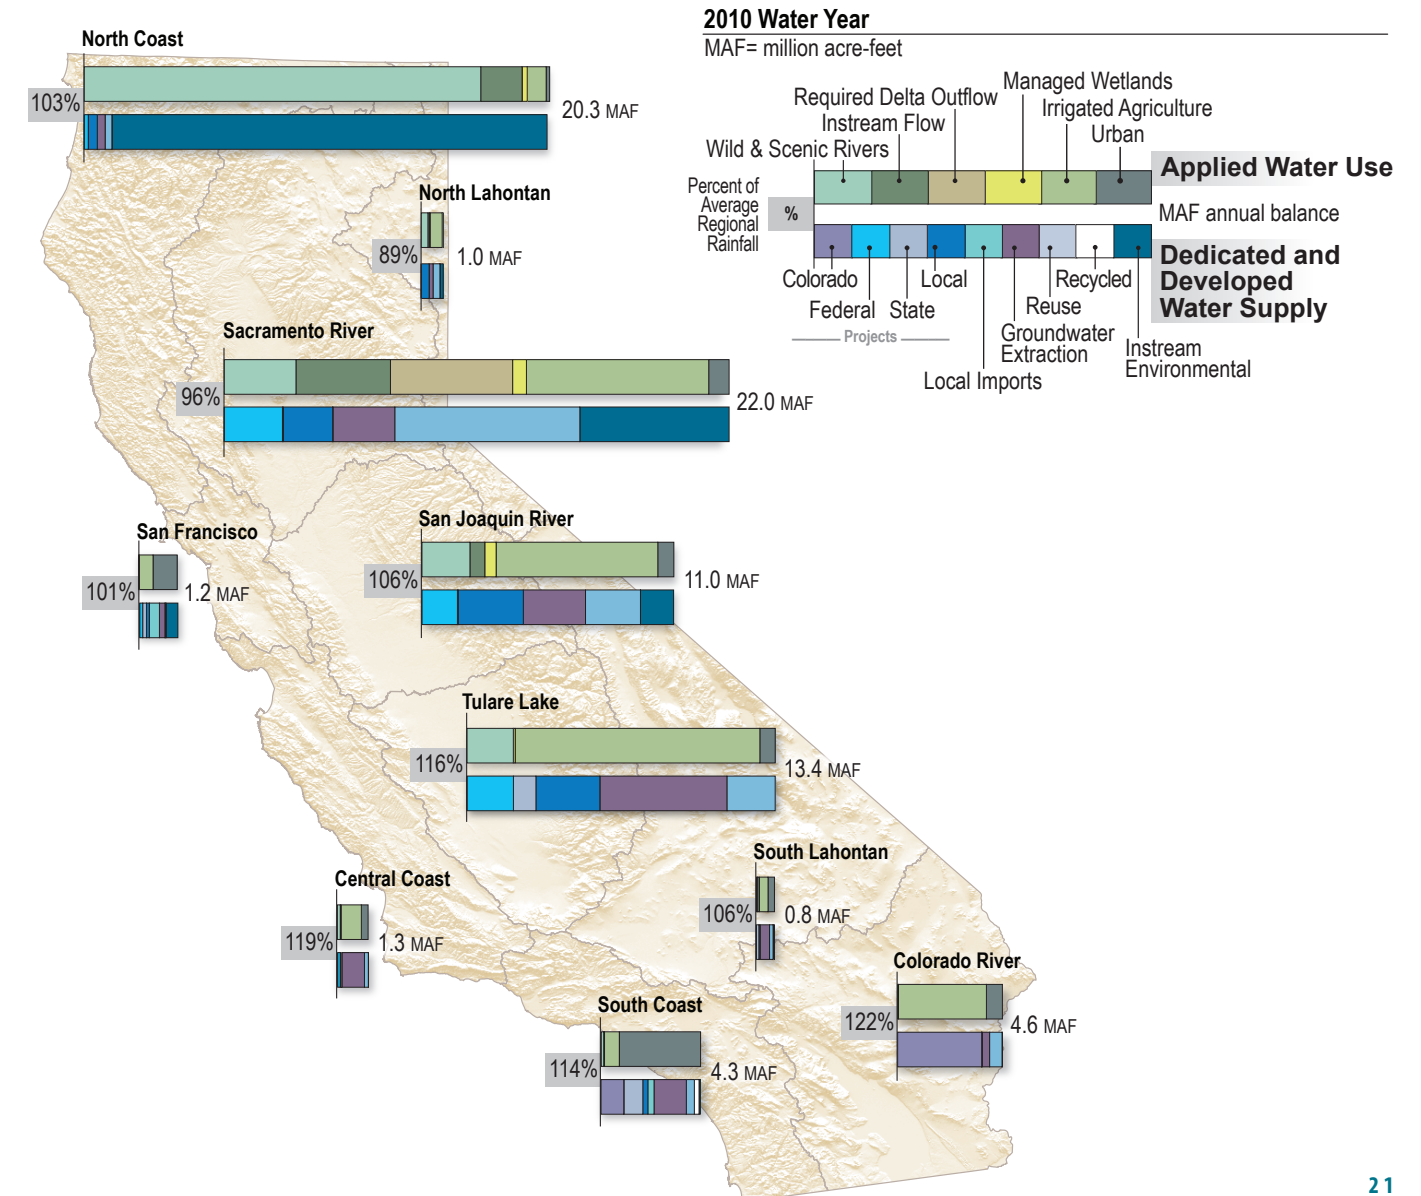 2010 Water Year
MAF= million acre-feet
Managed Wetlands
Required Delta Outflow
Irrigated Agriculture
Instream Flow
Urban
Wild & Scenic Rivers
Applied Water Use
Percent of
Average
Regional
Rainfall
%
MAF annual balance
Dedicated and
Developed
Water Supply
Colorado
Local
Recycled
Federal
State
Reuse
Projects
Groundwater
Extraction
Instream
Environmental
Local Imports
North Coast
103%
20.3 MAF
North Lahontan
89%
1.0 MAF
Sacramento River
96%
22.0 MAF
San Francisco
101%
1.2 MAF
San Joaquin River
106%
11.0 MAF
Tulare Lake
116%
13.4 MAF
South Lahontan
106%
0.8 MAF
Central Coast
119%
1.3 MAF
Colorado River
122%
4.6 MAF
South Coast
114%
4.3 MAF
21